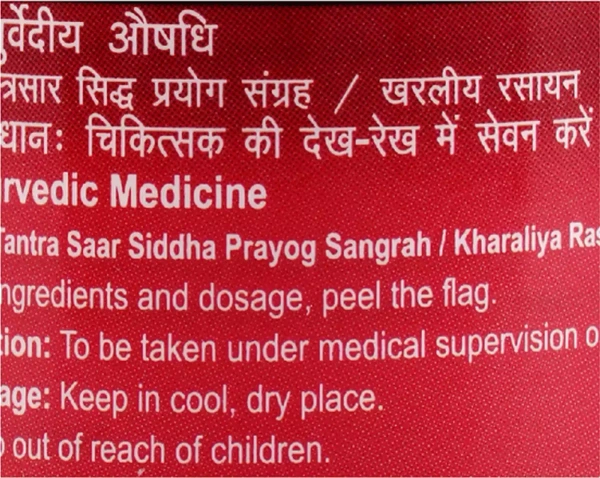 र्वेदीय औषधि
त्रसार सिद्ध प्रयोग संग्रह / खरलीय रसायन
धान: चिकित्सक की देख-रेख में सेवन करें
rvedic Medicine
Tantra Saar Siddha Prayog Sangrah / Kharaliya Ras
ngredients and dosage, peel the flag.
tion: To be taken under medical supervision o
age: Keep in cool, dry place.
p out of reach of children.